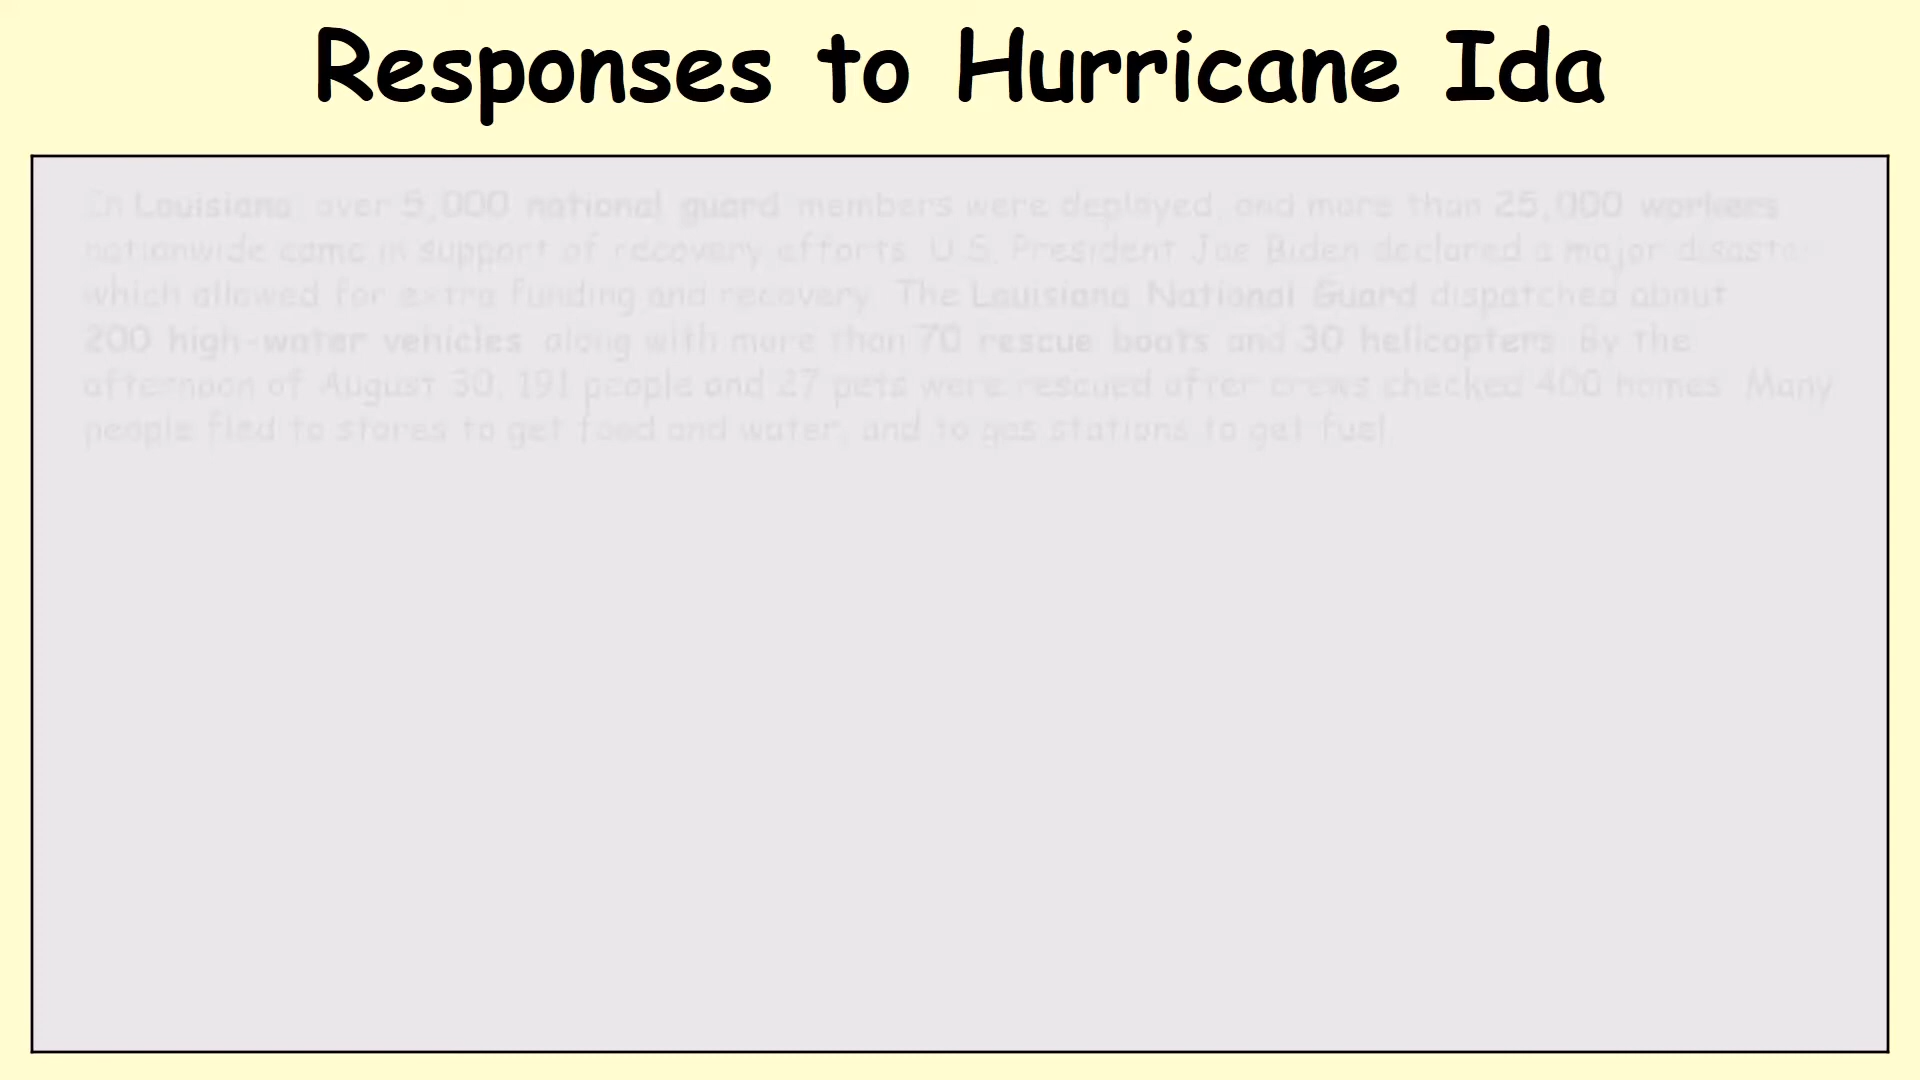 Responses to Hurricane Ida
In Louisiana, over 5,000 national guard members were deployed, and more than 25,000 workers
nationwide came in support of recovery efforts. U.S. President Joe Biden declared a major disaster
which allowed for extra funding and recovery. The Louisiana National Guard dispatched about
200 high-water vehicles along with more than 70 rescue boats and 30 helicopters. By the
afternoon of August 30, 191 people and 27 pets were rescued after crews checked 400 homes. Many
people fled to stores to get food and water, and to gas stations to get fuel